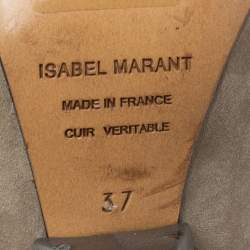 ISABEL MARANT
MADE IN FRANCE
CUIR VERITABLE
37